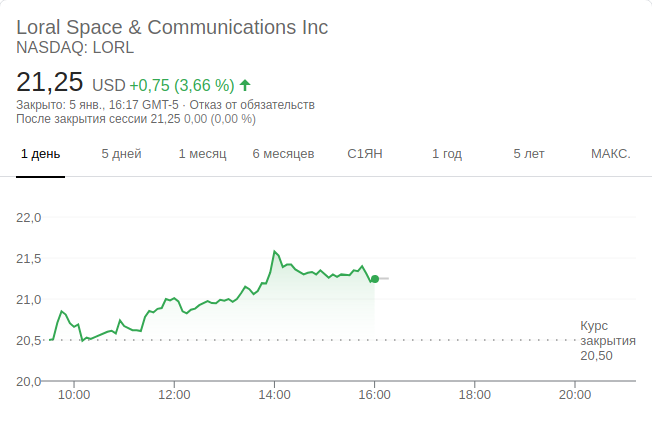 Loral Space & Communications Inc
NASDAQ: LORL
21,25 USD +0,75 (3,66 %)
Закрыто: 5 янв., 16:17 GMT-5 · Отказ от обязательств
После закрытия сессии 21,25 0,00 (0,00 %)
1 день 5 дней 1 месяц 6 месяцев С1ЯН 1 год 5 лет МАКС.
22,0
21,5
21,0
20,5
20,0
Курс
закрытия
20,50
10:00 12:00 14:00 16:00 18:00 20:00